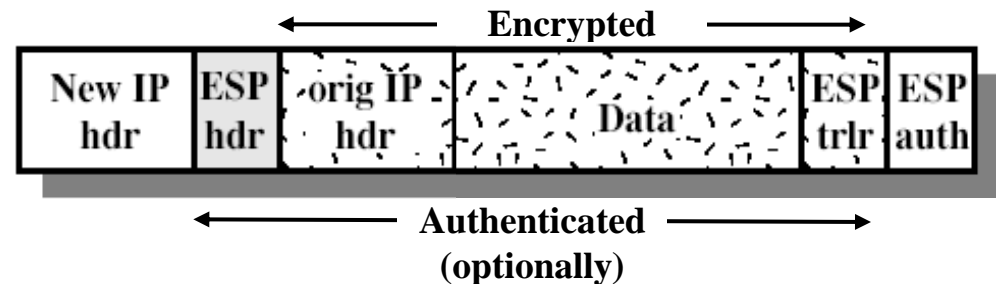 Encrypted
New IP hdr
ESP hdr
orig IP hdr
Data
ESP trlr
ESP auth
Authenticated
(optionally)